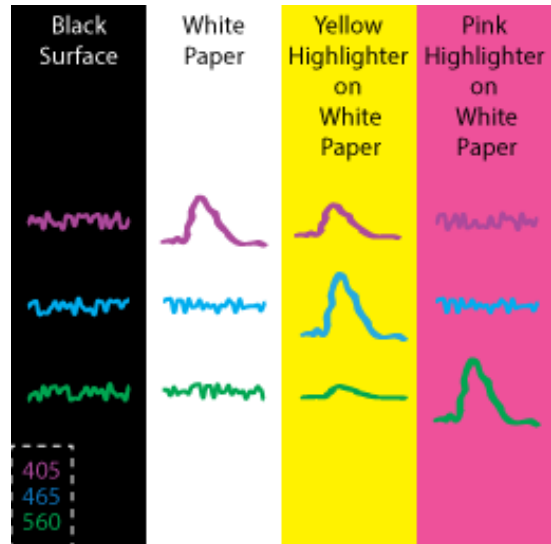 Black
Surface
White
Paper
Yellow
Highlighter
on
White
Paper
Pink
Highlighter
on
White
Paper
405
465
560